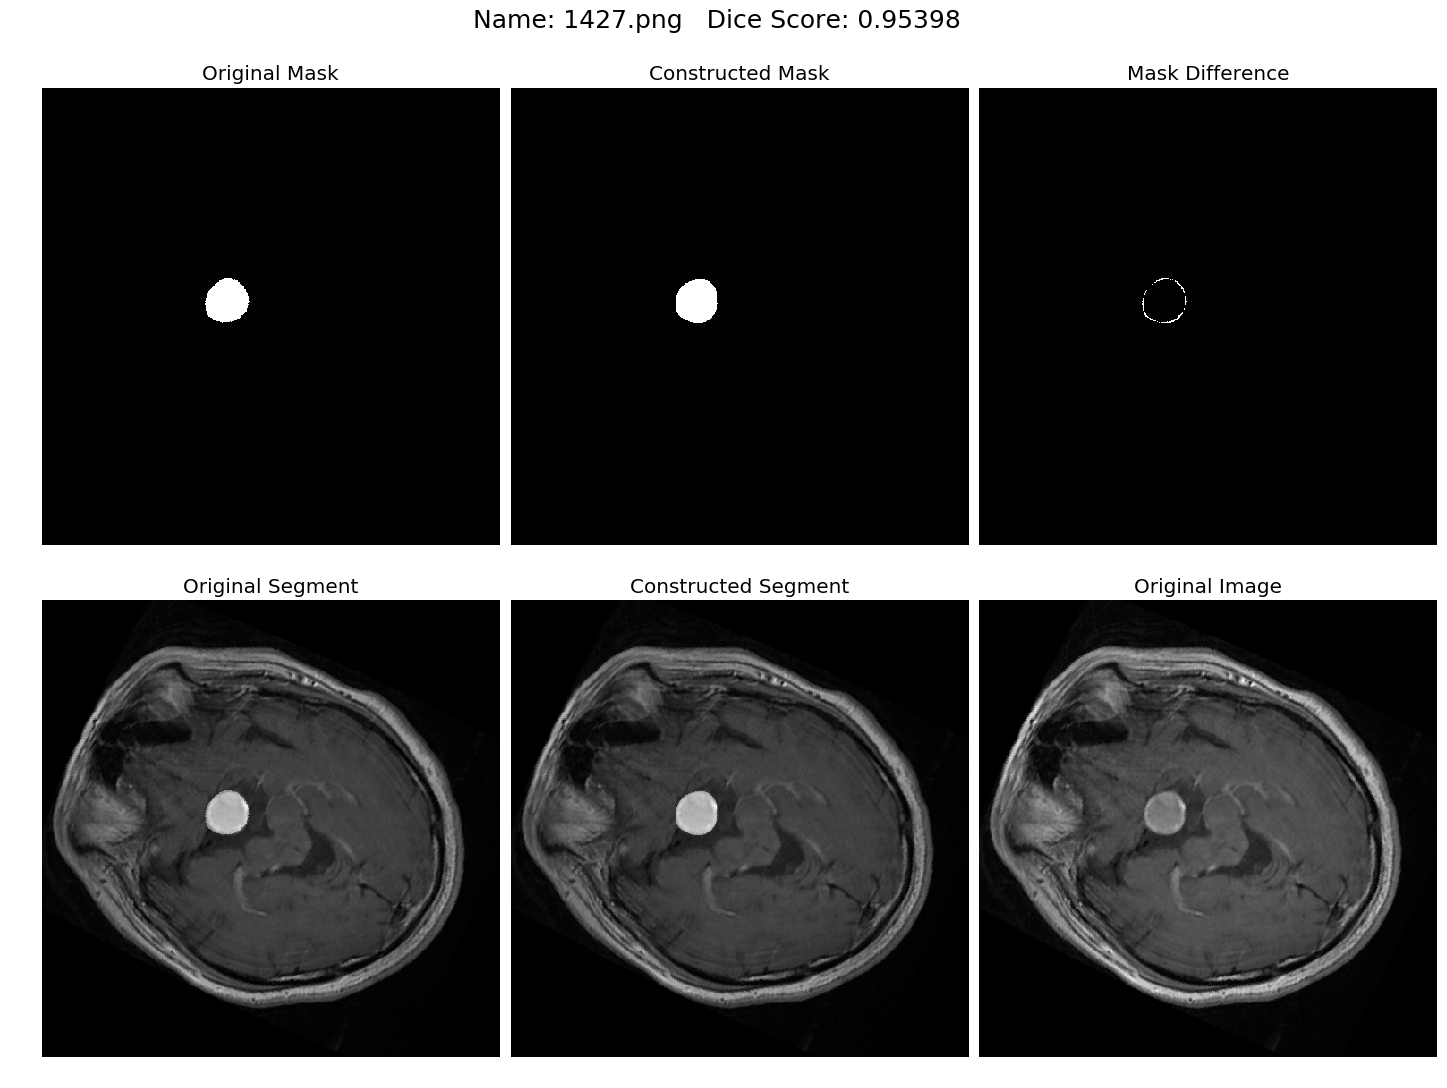 Name: 1427.png   Dice Score: 0.95398
Original Mask
Constructed Mask
Mask Difference
Original Segment
Constructed Segment
Original Image